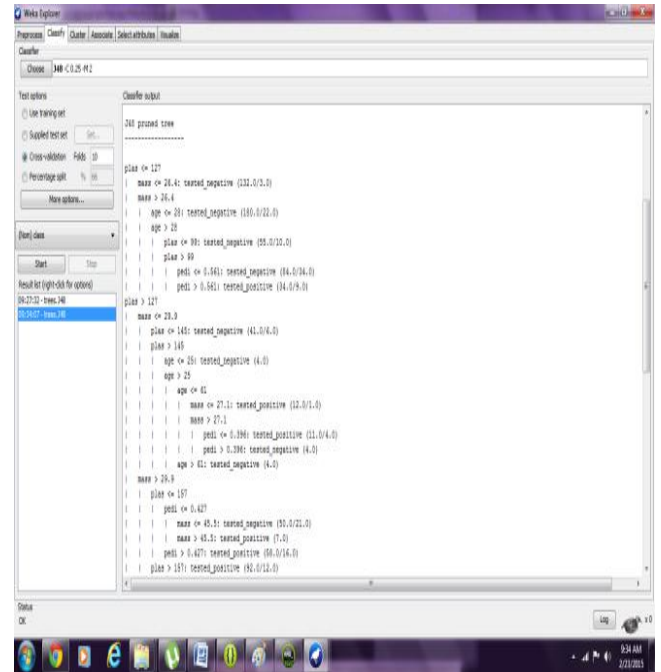 Weka Explorer
Preprocess Classify Cluster Associate Select attributes Visualize
Classifier
Choose J48 -C 0.25 -M 2
Test options
Use training set
Supplied test set Set...
Cross-validation Folds 10
Percentage split % 66
More options...
(Nom) class
Start Stop
Result list (right-click for options)
09:27:32 - trees.J48
09:34:07 - trees.J48
Classifier output
J48 pruned tree
------------------
plas <= 127
| mass <= 26.4: tested_negative (132.0/3.0)
| mass > 26.4
| | age <= 28: tested_negative (180.0/22.0)
| | age > 28
| | | plas <= 99: tested_negative (55.0/10.0)
| | | plas > 99
| | | | pedi <= 0.561: tested_negative (84.0/34.0)
| | | | pedi > 0.561: tested_positive (34.0/9.0)
plas > 127
| mass <= 29.9
| | plas <= 145: tested_negative (41.0/6.0)
| | plas > 145
| | | age <= 25: tested_negative (4.0)
| | | age > 25
| | | | age <= 61
| | | | | mass <= 27.1: tested_positive (12.0/1.0)
| | | | | mass > 27.1
| | | | | | pedi <= 0.396: tested_positive (11.0/4.0)
| | | | | | pedi > 0.396: tested_negative (4.0)
| | | | age > 61: tested_negative (4.0)
| mass > 29.9
| | plas <= 157
| | | pedi <= 0.427
| | | | mass <= 45.5: tested_negative (50.0/21.0)
| | | | mass > 45.5: tested_positive (7.0)
| | | pedi > 0.427: tested_positive (58.0/16.0)
| | plas > 157: tested_positive (92.0/12.0)
Status
OK
Log
x 0
9:34 AM
2/23/2015